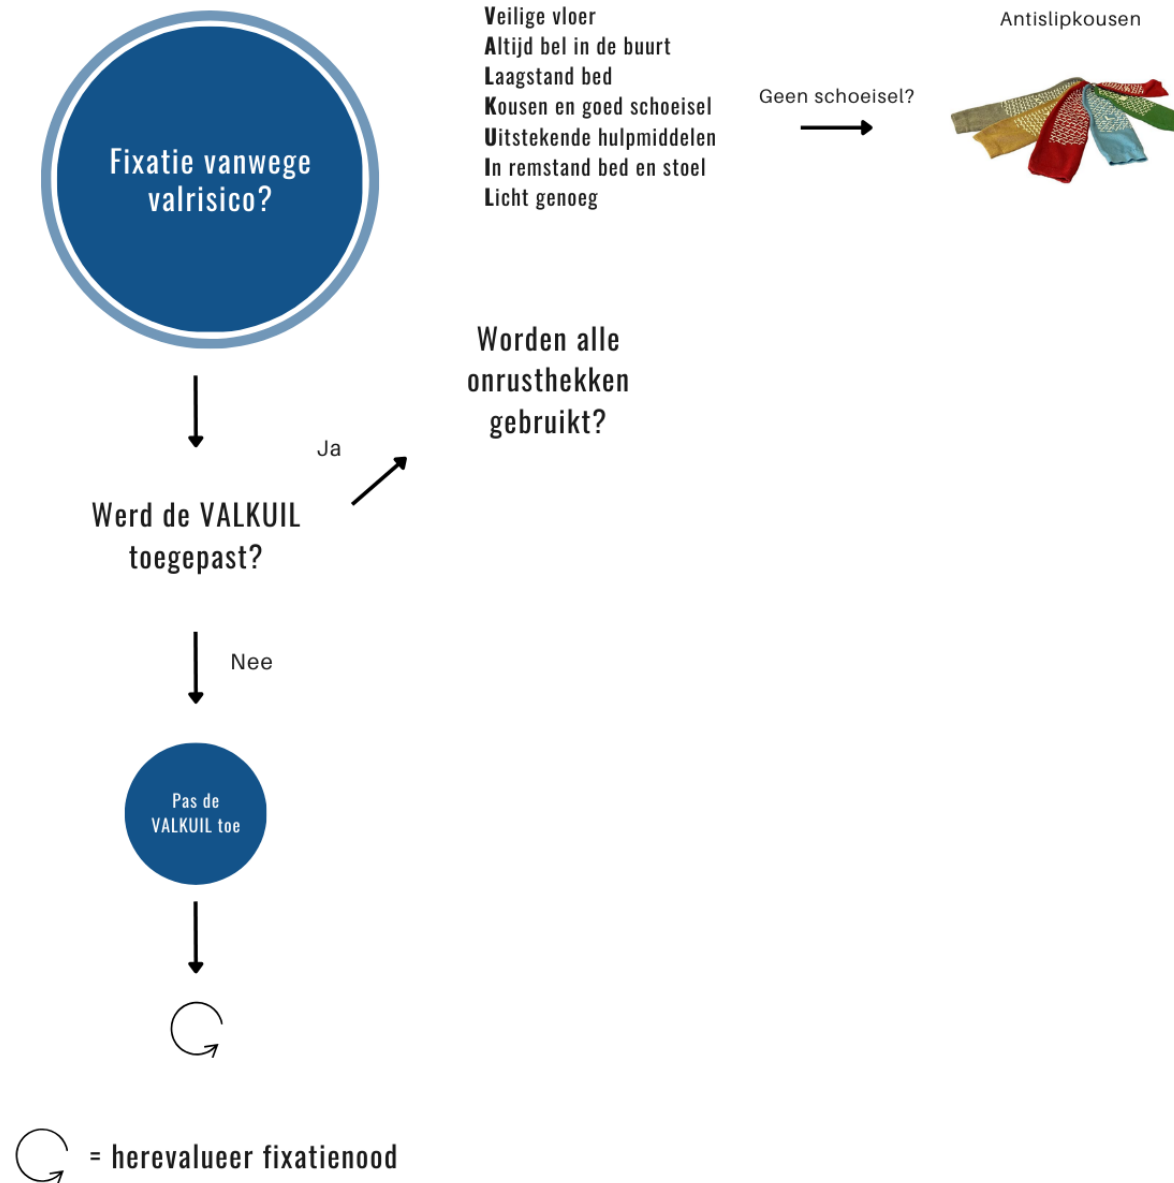 Fixatie vanwege
valrisico?
Veilige vloer
Altijd bel in de buurt
Laagstand bed
Kousen en goed schoeisel
Uitstekende hulpmiddelen
In remstand bed en stoel
Licht genoeg
Geen schoeisel?
Antislipkousen
Worden alle
onrusthekken
gebruikt?
Ja
Werd de VALKUIL
toegepast?
Nee
Pas de
VALKUIL toe
= herevalueer fixatienood